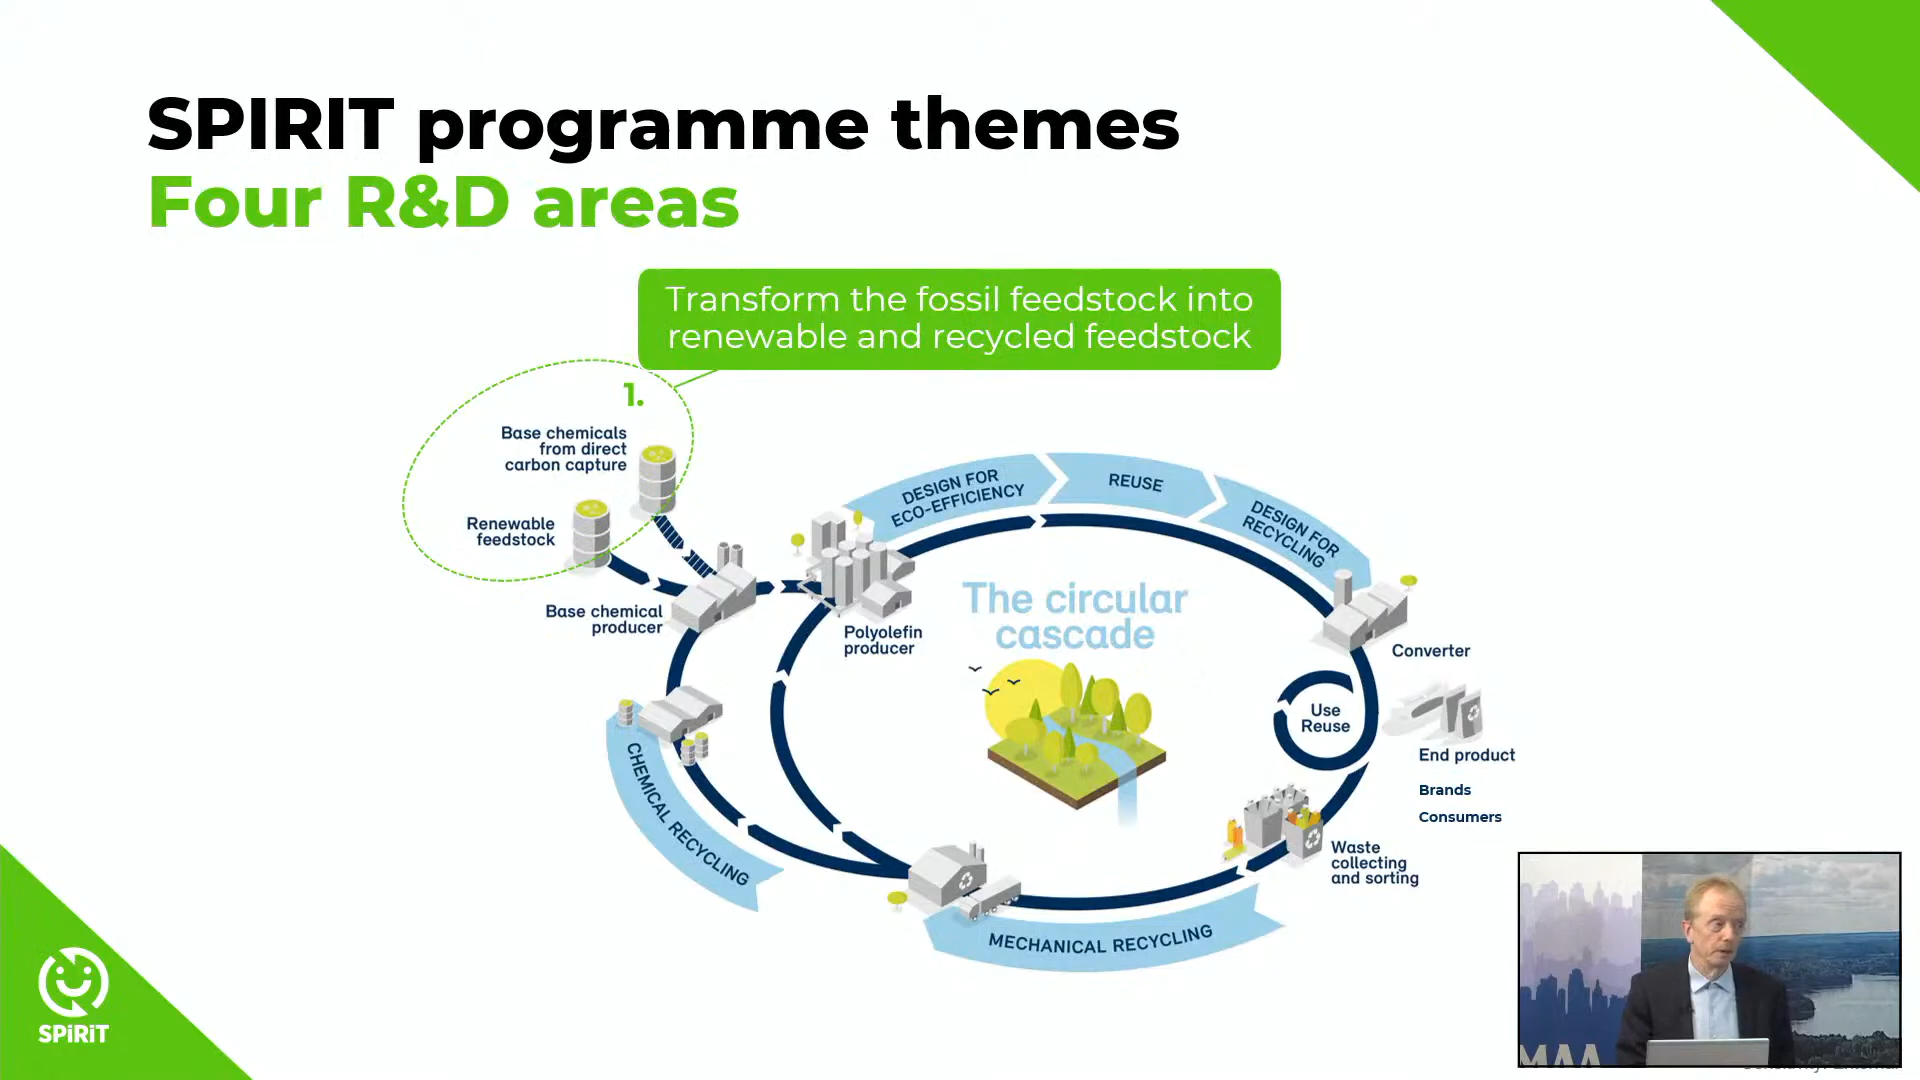 SPIRIT programme themes
Four R&D areas
Transform the fossil feedstock into
renewable and recycled feedstock
1.
Base chemicals
from direct
carbon capture
Renewable
feedstock
Base chemical
producer
Polyolefin
producer
DESIGN FOR
ECO-EFFICIENCY
REUSE
DESIGN FOR
RECYCLING
The circular
cascade
Converter
Use
Reuse
End product
Brands
Consumers
Waste
collecting
and sorting
CHEMICAL RECYCLING
MECHANICAL RECYCLING
SPiRiT